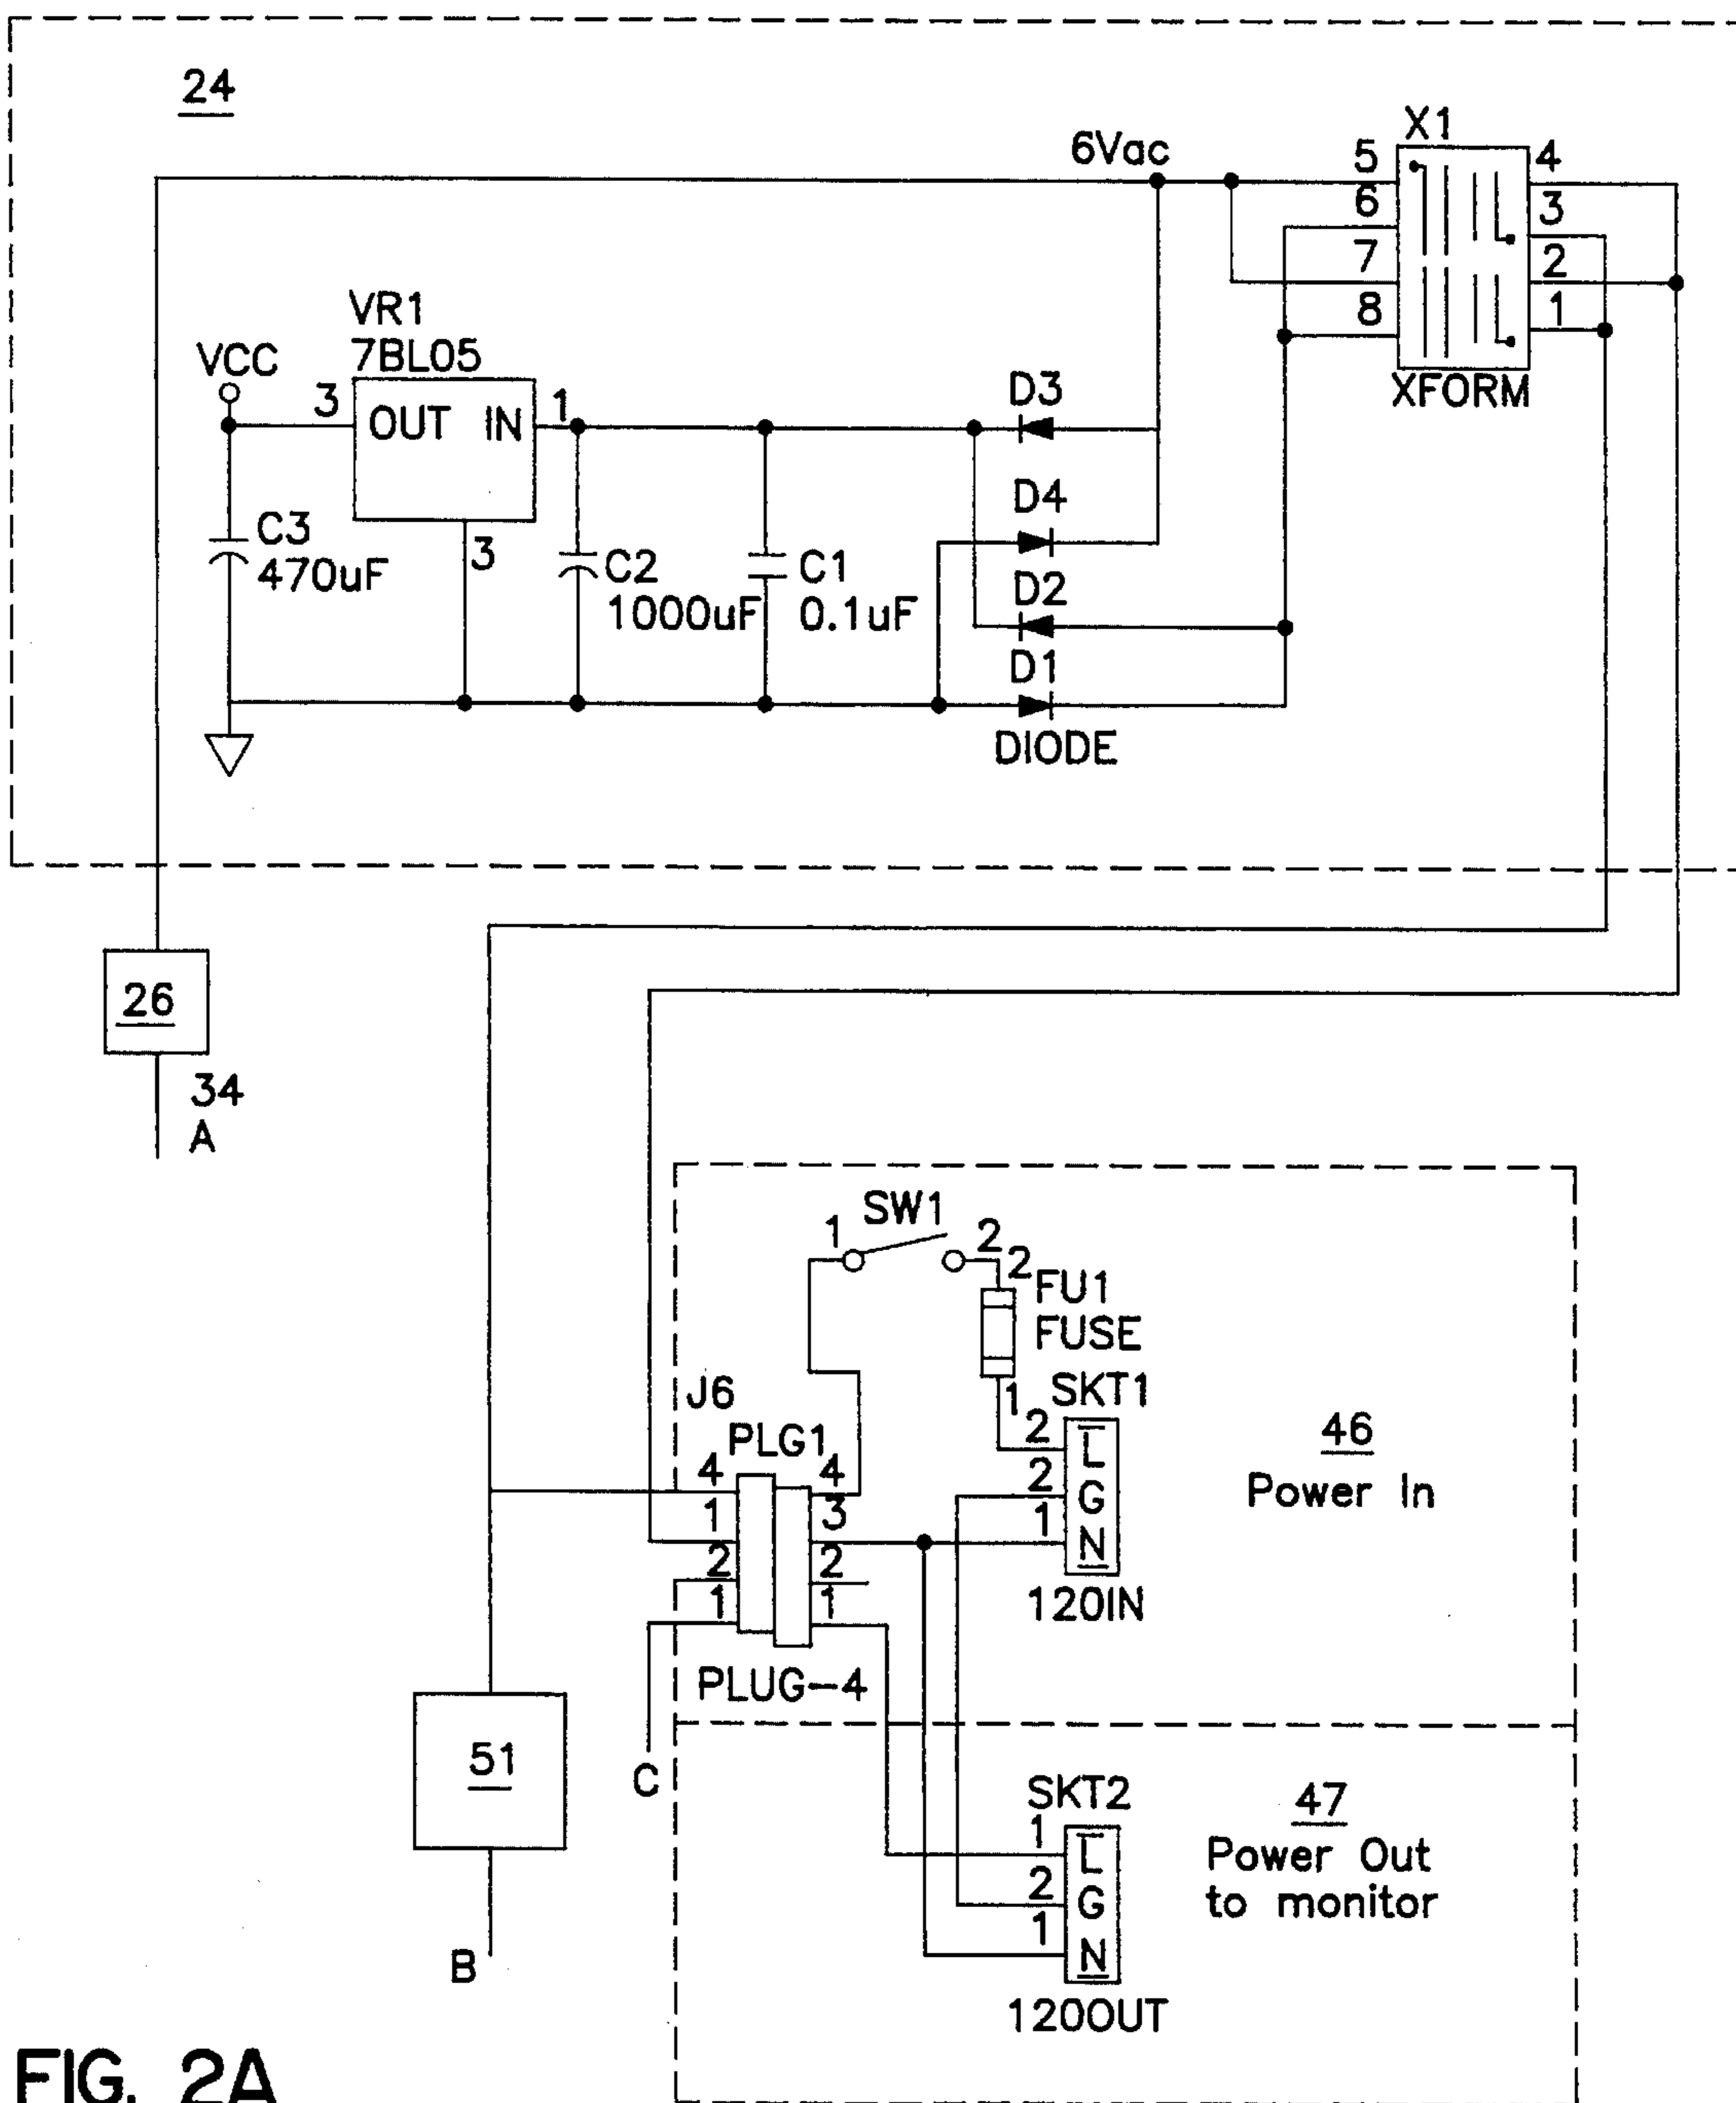 24
X1
6Vac
5
4
6
3
7
2
8
1
XFORM
VR1
7BL05
VCC
3
OUT IN
1
3
D3
D4
D2
D1
DIODE
C3
470uF
C2
1000uF
C1
0.1uF
26
34
A
SW1
1
2
2
FU1
FUSE
1
SKT1
J6
PLG1
2
L
4
4
2
G
1
3
1
N
2
2
1
1
120IN
46
Power In
PLUG-4
51
C
B
SKT2
1
L
2
G
1
N
120OUT
47
Power Out
to monitor
FIG. 2A